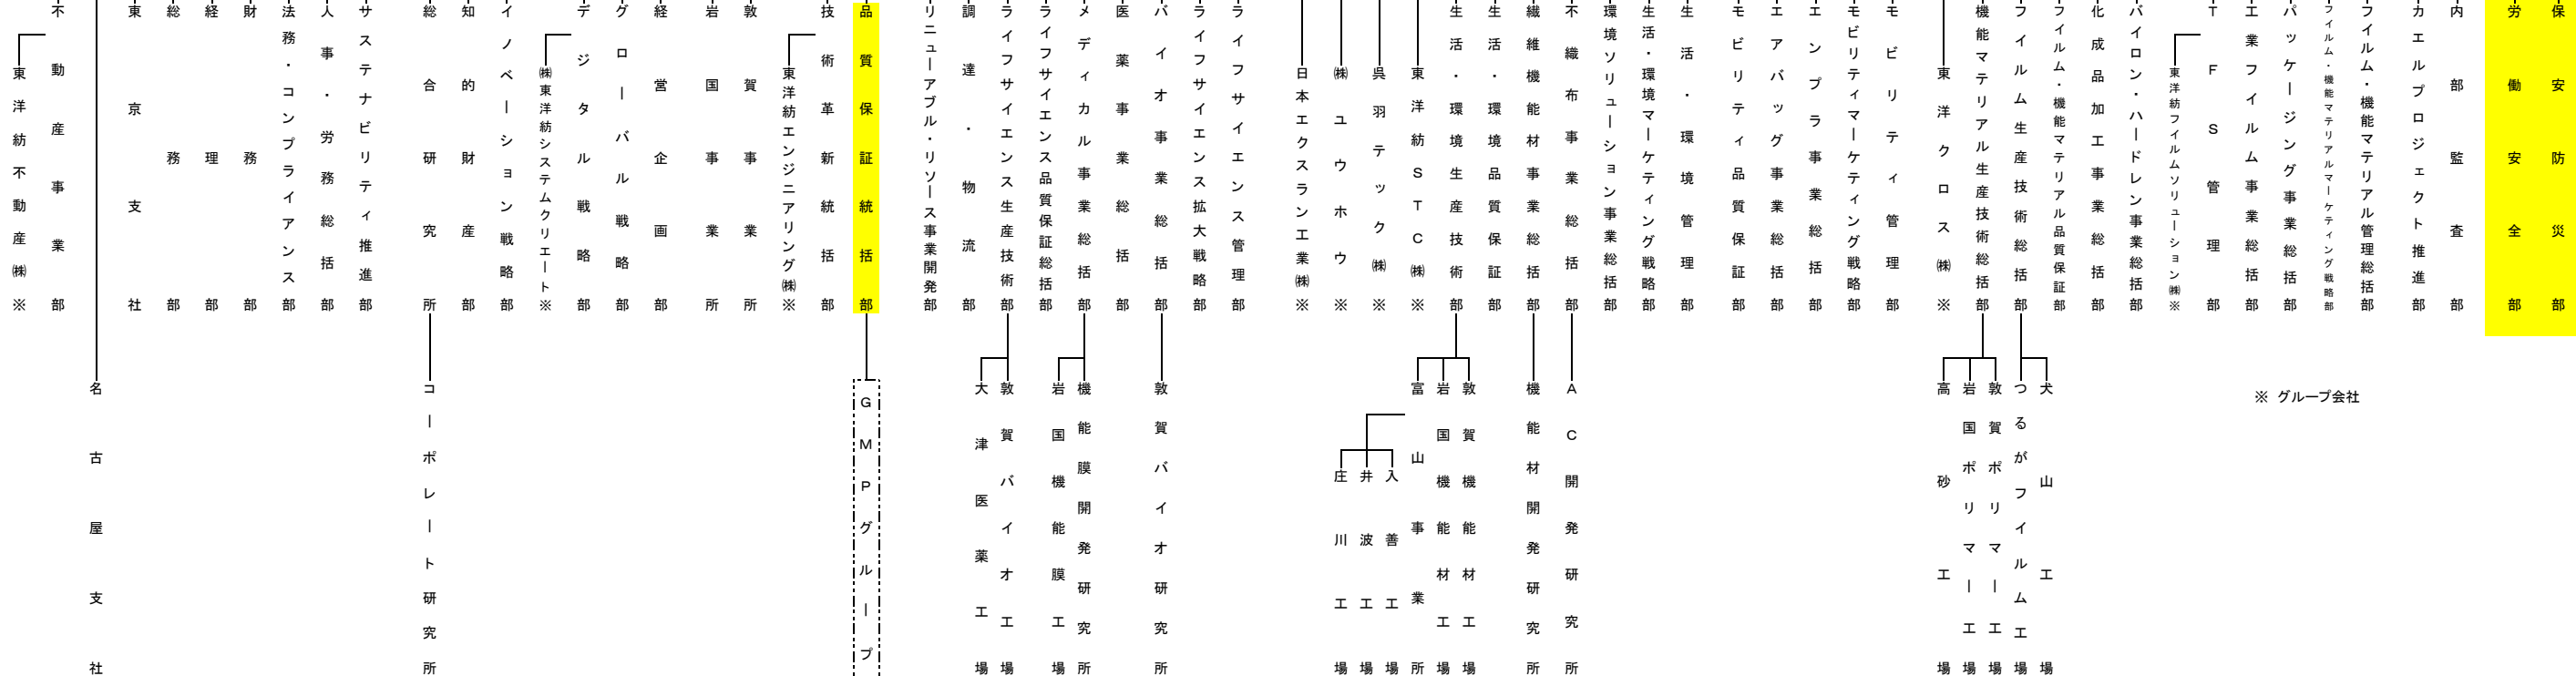 保安防災部
労働安全部
内部監査部
カエルプロジェクト推進部
フイルム・機能マテリアル管理総括部
フイルム・機能マテリアルマーケティング戦略部
パッケージング事業総括部
工業フイルム事業総括部
ＴＦＳ管理部
東洋紡フイルムソリューション㈱※
バイロン・ハードレン事業総括部
化成品加工事業総括部
フイルム・機能マテリアル品質保証部
フイルム生産技術総括部
機能マテリアル生産技術総括部
東洋クロス㈱※
モビリティ管理部
モビリティマーケティング戦略部
エンプラ事業総括部
エアバッグ事業総括部
モビリティ品質保証部
生活・環境管理部
生活・環境マーケティング戦略部
環境ソリューション事業総括部
不織布事業総括部
繊維機能材事業総括部
生活・環境品質保証部
生活・環境生産技術部
東洋紡ＳＴＣ㈱※
呉羽テック㈱※
㈱ユウホウ※
日本エクスラン工業㈱※
ライフサイエンス管理部
ライフサイエンス拡大戦略部
バイオ事業総括部
医薬事業総括部
メディカル事業総括部
ライフサイエンス品質保証総括部
ライフサイエンス生産技術部
調達・物流部
リニューアブル・リソース事業開発部
品質保証統括部
技術革新統括部
東洋紡エンジニアリング㈱※
敦賀事業所
岩国事業所
経営企画部
グローバル戦略部
デジタル戦略部
㈱東洋紡システムクリエート※
イノベーション戦略部
知的財産部
総合研究所
サステナビリティ推進部
人事・労務総括部
法務・コンプライアンス部
財務部
経理部
総務部
東京支社
不動産事業部
東洋紡不動産㈱※
※ グループ会社
犬山工場
つるがフイルム工場
敦賀ポリマー工場
岩国ポリマー工場
高砂工場
ＡＣ開発研究所
機能材開発研究所
敦賀機能材工場
岩国機能材工場
富山事業所
入善工場
井波工場
庄川工場
敦賀バイオ研究所
機能膜開発研究所
岩国機能膜工場
敦賀バイオ工場
大津医薬工場
ＧＭＰグループ
コーポレート研究所
名古屋支社